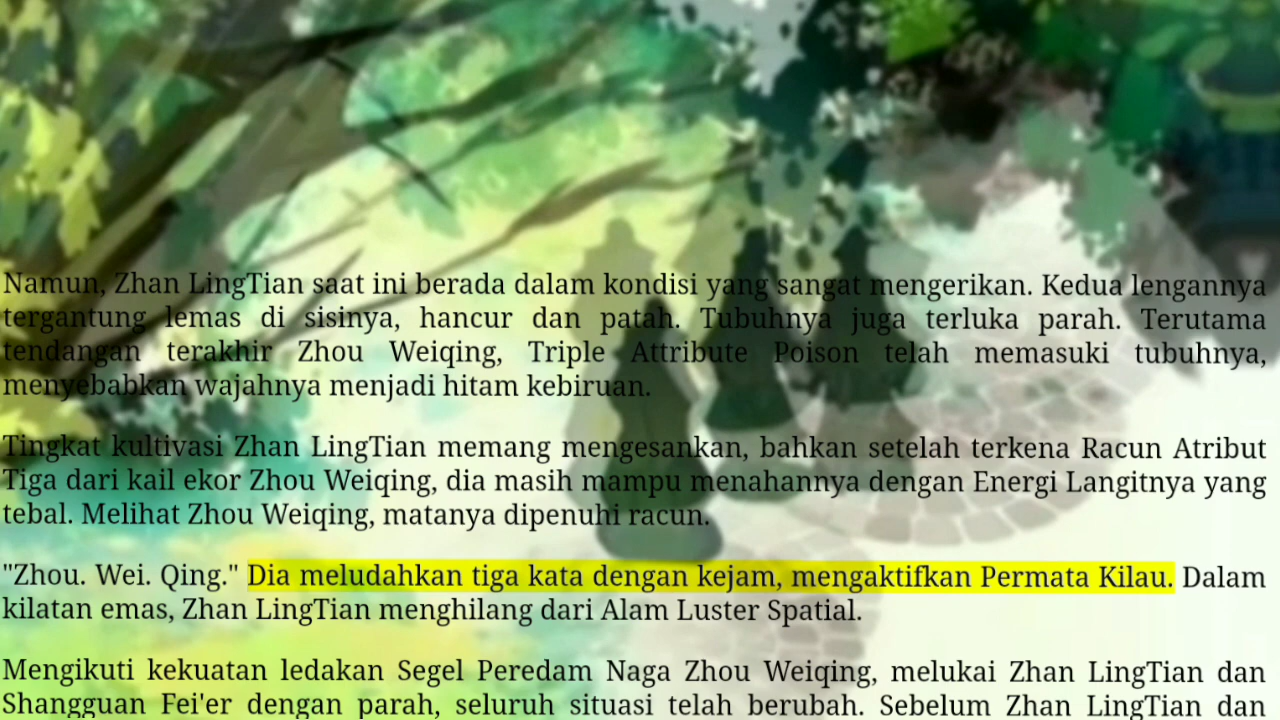 Namun, Zhan LingTian saat ini berada dalam kondisi yang sangat mengerikan. Kedua lengannya
tergantung lemas di sisinya, hancur dan patah. Tubuhnya juga terluka parah. Terutama
tendangan terakhir Zhou Weiqing, Triple Attribute Poison telah memasuki tubuhnya,
menyebabkan wajahnya menjadi hitam kebiruan.
Tingkat kultivasi Zhan LingTian memang mengesankan, bahkan setelah terkena Racun Atribut
Tiga dari kail ekor Zhou Weiqing, dia masih mampu menahannya dengan Energi Langitnya yang
tebal. Melihat Zhou Weiqing, matanya dipenuhi racun.
"Zhou. Wei. Qing." Dia meludahkan tiga kata dengan kejam, mengaktifkan Permata Kilau. Dalam
kilatan emas, Zhan LingTian menghilang dari Alam Luster Spatial.
Mengikuti kekuatan ledakan Segel Peredam Naga Zhou Weiqing, melukai Zhan LingTian dan
Shangguan Fei'er dengan parah, seluruh situasi telah berubah. Sebelum Zhan LingTian dan